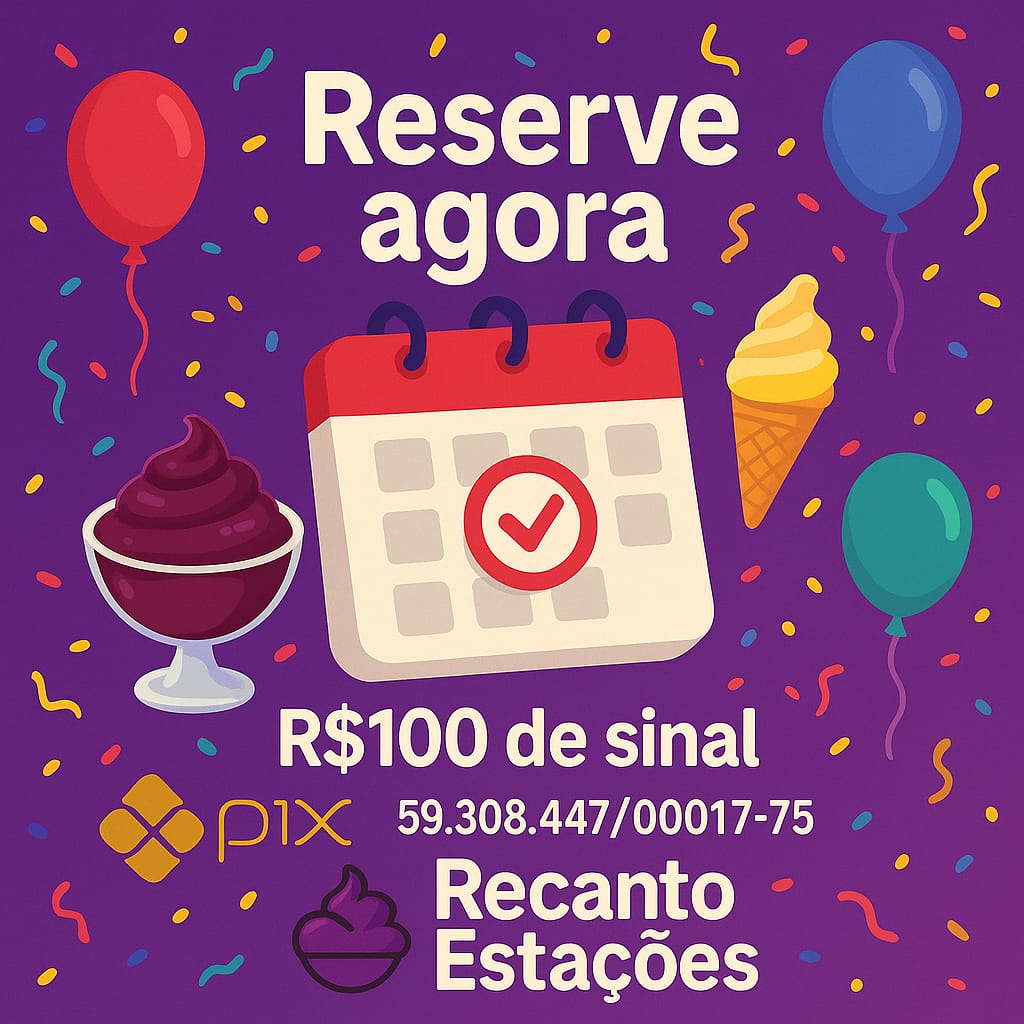 Reserve
agora
R$100 de sinal
pix 59.308.447/00017-75
Recanto
Estações